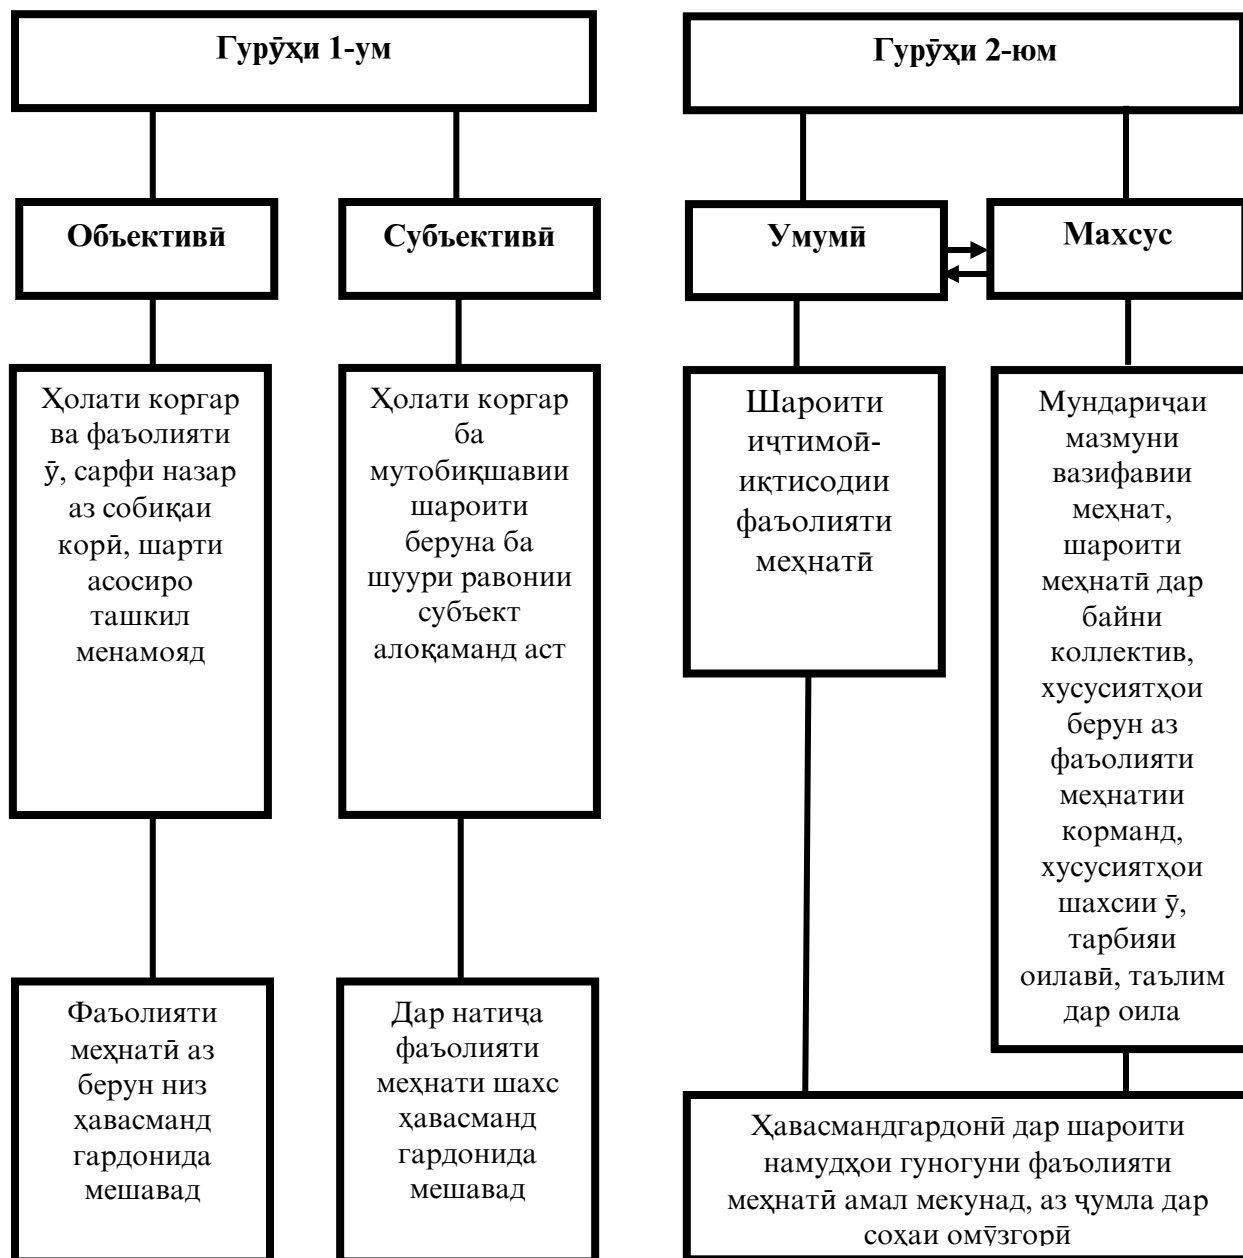 Гурӯҳи 1-ум
Гурӯҳи 2-юм
Объективӣ
Субъективӣ
Умумӣ
Махсус
Ҳолати коргар
ва фаъолияти
ӯ, сарфи назар
аз собиқаи
корӣ, шарти
асосиро
ташкил
менамояд
Ҳолати коргар
ба
мутобиқшавии
шароити
беруна ба
шуури равонии
субъект
алоқаманд аст
Шароити
иҷтимоӣ-
иқтисодии
фаъолияти
меҳнатӣ
Мундариҷаи
мазмуни
вазифавии
меҳнат,
шароити
меҳнатӣ дар
байни
коллектив,
хусусиятҳои
берун аз
фаъолияти
меҳнатии
корманд,
хусусиятҳои
шахсии ӯ,
тарбияи
оилавӣ, таълим
дар оила
Фаъолияти
меҳнатӣ аз
берун низ
ҳавасманд
гардонида
мешавад
Дар натиҷа
фаъолияти
меҳнати шахс
ҳавасманд
гардонида
мешавад
Ҳавасмандгардонӣ дар шароити
намудҳои гуногуни фаъолияти
меҳнатӣ амал мекунад, аз ҷумла дар
соҳаи омӯзгорӣ